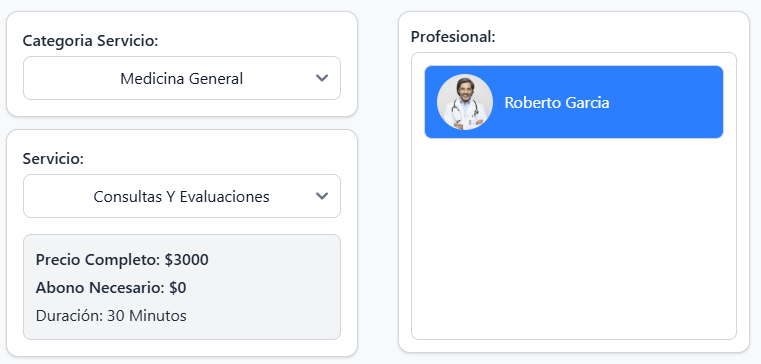 Categoria Servicio:
Medicina General
Servicio:
Consultas Y Evaluaciones
Precio Completo: $3000
Abono Necesario: $0
Duración: 30 Minutos
Profesional:
Roberto Garcia